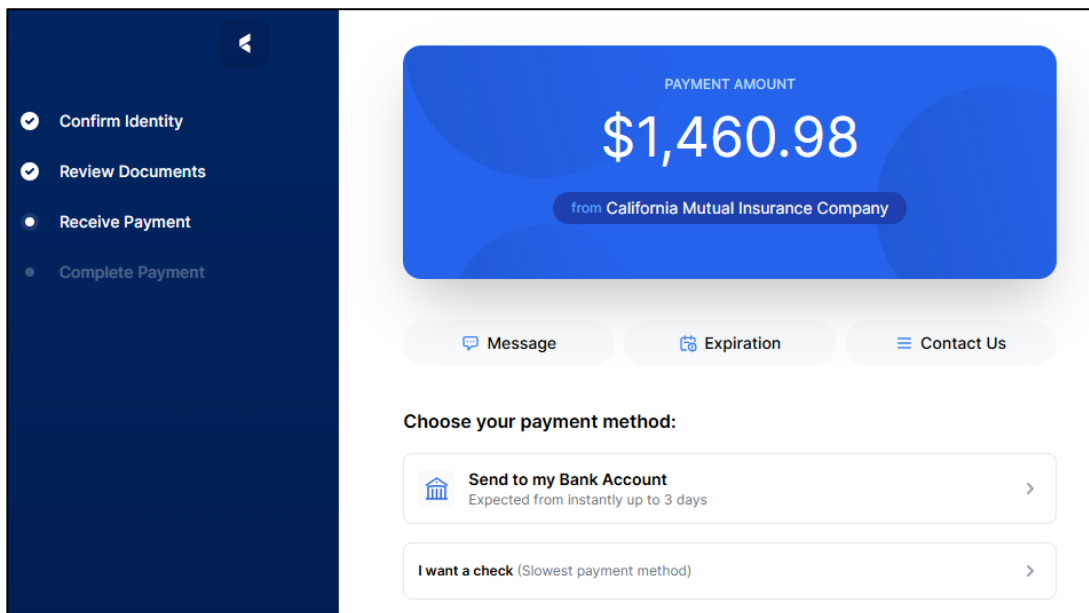 Confirm Identity
Review Documents
Receive Payment
Complete Payment
PAYMENT AMOUNT
$1,460.98
from California Mutual Insurance Company
Message
Expiration
Contact Us
Choose your payment method:
Send to my Bank Account
Expected from instantly up to 3 days
I want a check (Slowest payment method)